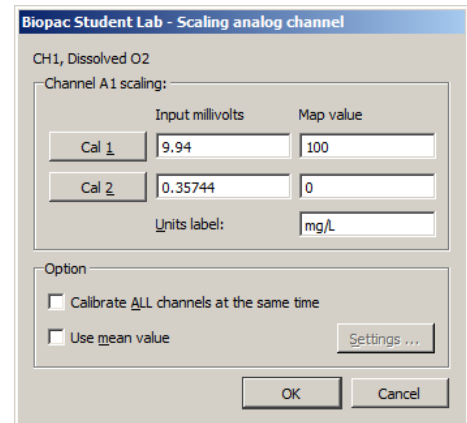 Biopac Student Lab - Scaling analog channel
CH1, Dissolved O2
Channel A1 scaling:
Input millivolts Map value
Cal 1 9.94 100
Cal 2 0.35744 0
Units label: mg/L
Option
Calibrate ALL channels at the same time
Use mean value Settings ...
OK Cancel